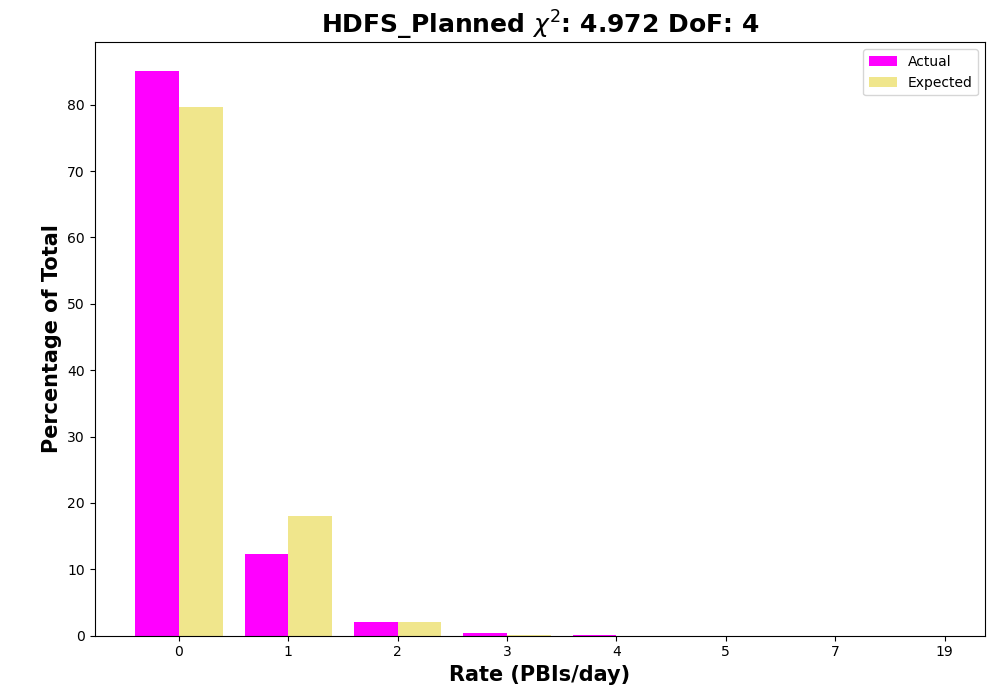 HDFS_Planned χ²: 4.972 DoF: 4
Actual
Expected
80
70
60
50
40
30
20
10
0
Percentage of Total
0 1 2 3 4 5 7 19
Rate (PBIs/day)